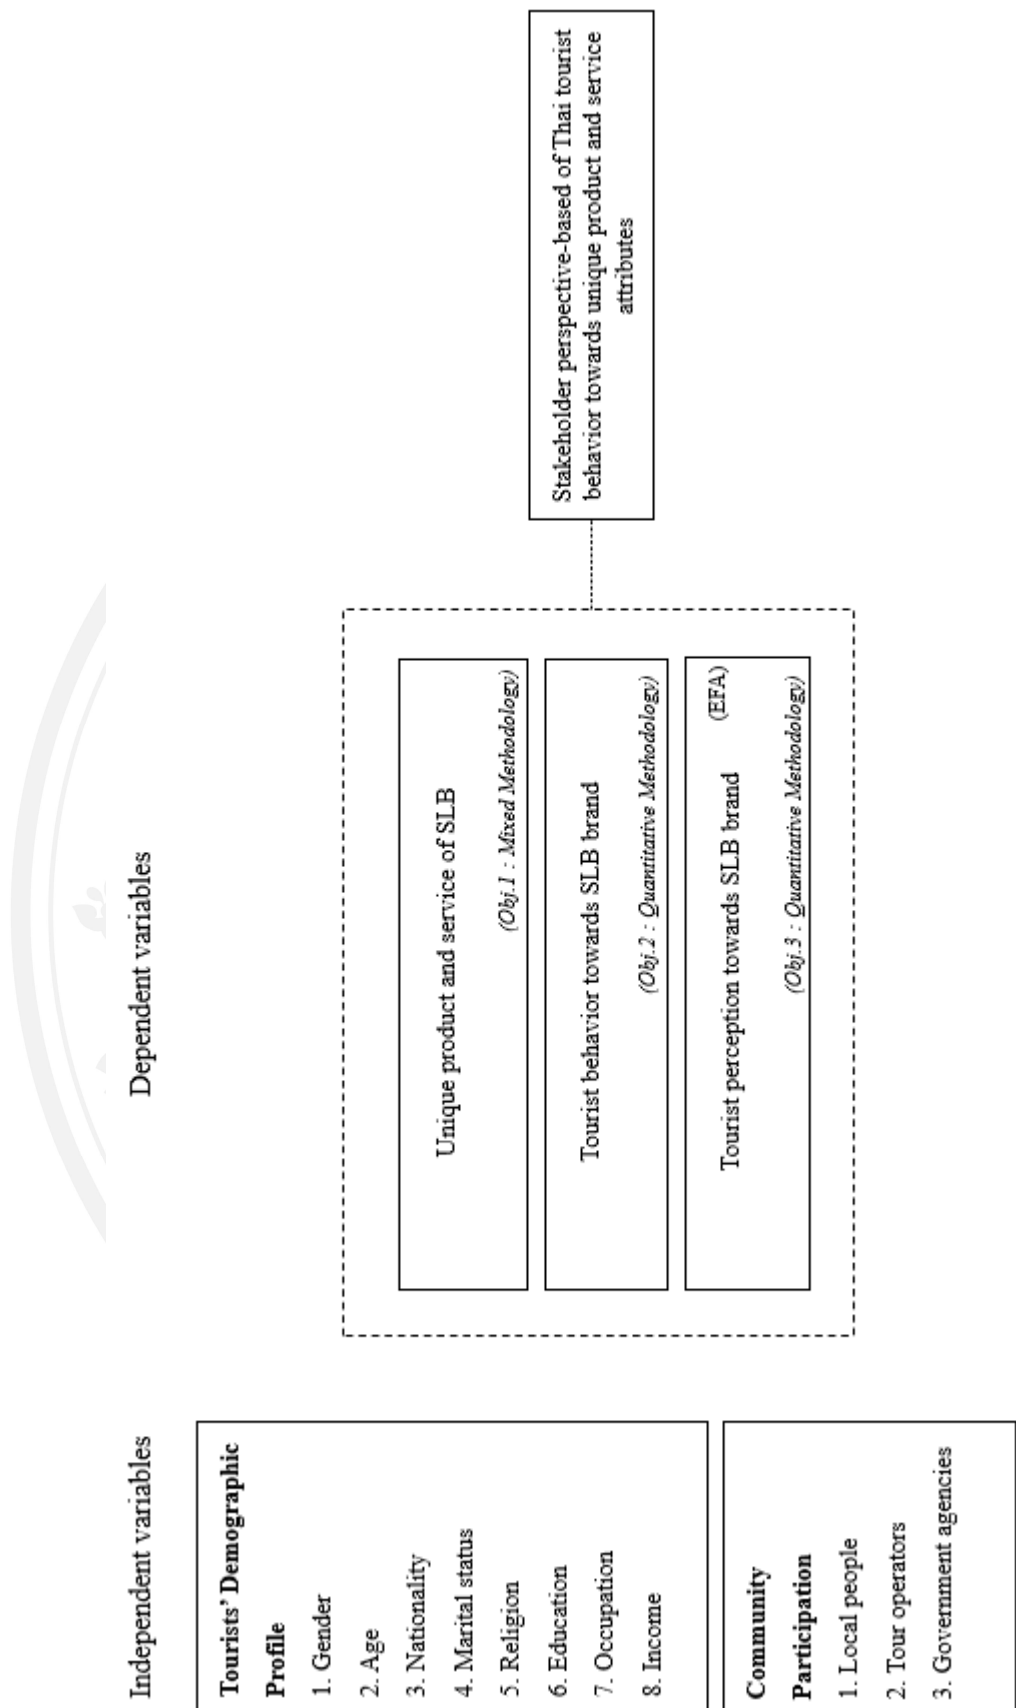 Independent variables
Tourists' Demographic
Profile
1. Gender
2. Age
3. Nationality
4. Marital status
5. Religion
6. Education
7. Occupation
8. Income
Community
Participation
1. Local people
2. Tour operators
3. Government agencies
Dependent variables
Unique product and service of SLB
(Obj.1 : Mixed Methodology)
Tourist behavior towards SLB brand
(Obj.2 : Quantitative Methodology)
Tourist perception towards SLB brand (EFA)
(Obj.3 : Quantitative Methodology)
Stakeholder perspective-based of Thai tourist
behavior towards unique product and service
attributes